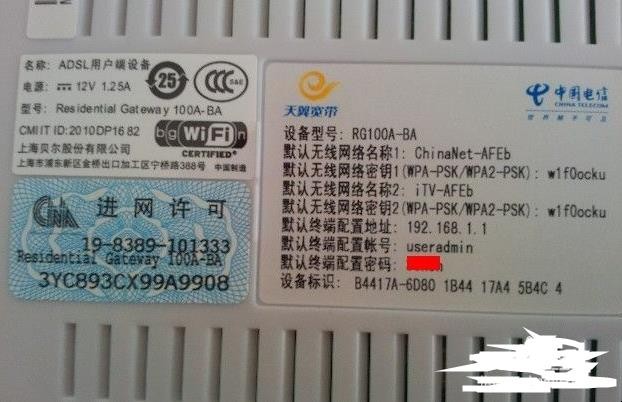 名称: ADSL用户端设备
电源: 12V 1.25A
型号: Residential Gateway 100A-BA
CMIIT ID:2010DP1682
上海贝尔股份有限公司
上海市浦东新区金桥出口加工区宁桥路388号 中国制造
25
CCC S&E
bgn WiFi
CERTIFIED
进网许可
19-8389-101333
Residential Gateway 100A-BA
3YC893CX99A9908
天翼宽带
中国电信
CHINA TELECOM
世界触手可及
设备型号: RG100A-BA
默认无线网络名称1: ChinaNet-AFEb
默认无线网络密钥1(WPA-PSK/WPA2-PSK): w1f0ocku
默认无线网络名称2: iTV-AFEb
默认无线网络密钥2(WPA-PSK/WPA2-PSK): w1f0ocku
默认终端配置地址: 192.168.1.1
默认终端配置帐号: useradmin
默认终端配置密码:
设备标识: B4417A-6D80 1B44 17A4 5B4C 4